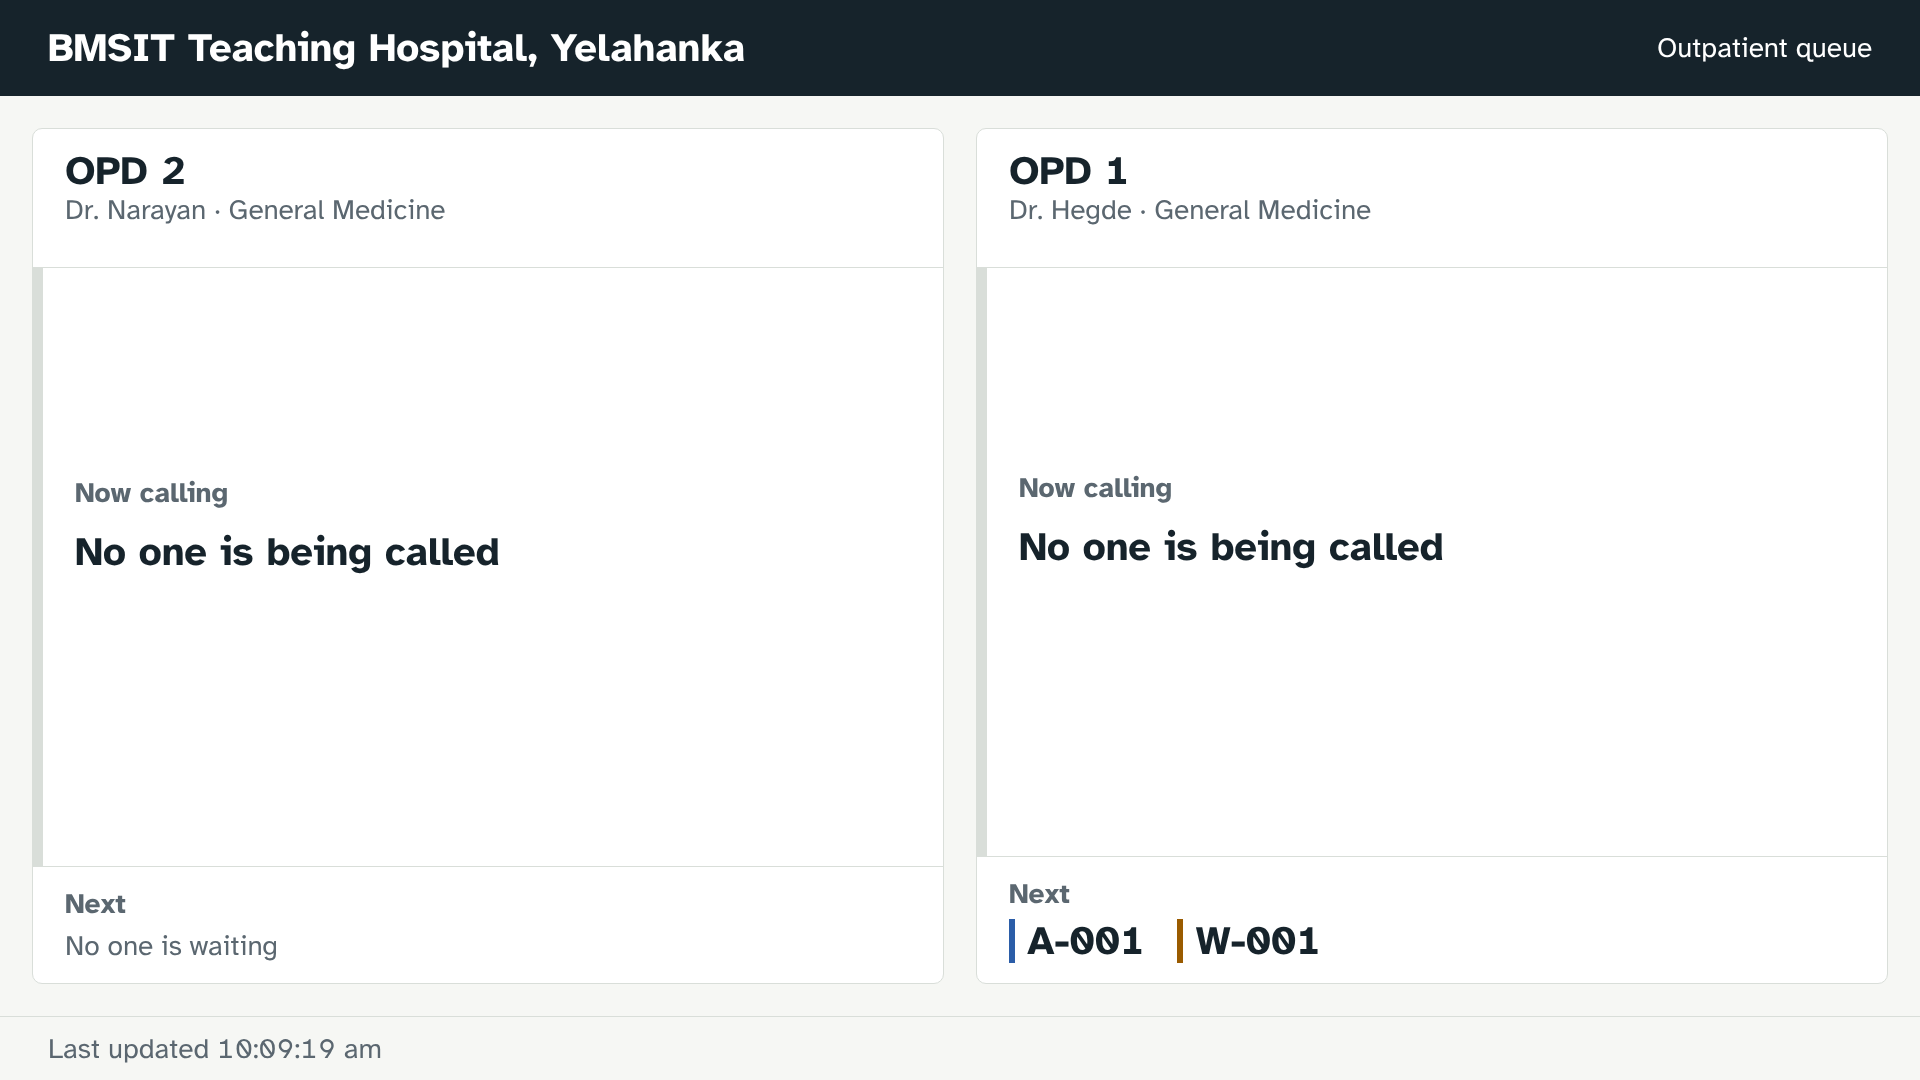 BMSIT Teaching Hospital, Yelahanka
Outpatient queue
OPD 2
Dr. Narayan · General Medicine
Now calling
No one is being called
Next
No one is waiting
OPD 1
Dr. Hegde · General Medicine
Now calling
No one is being called
Next
A-001 W-001
Last updated 10:09:19 am